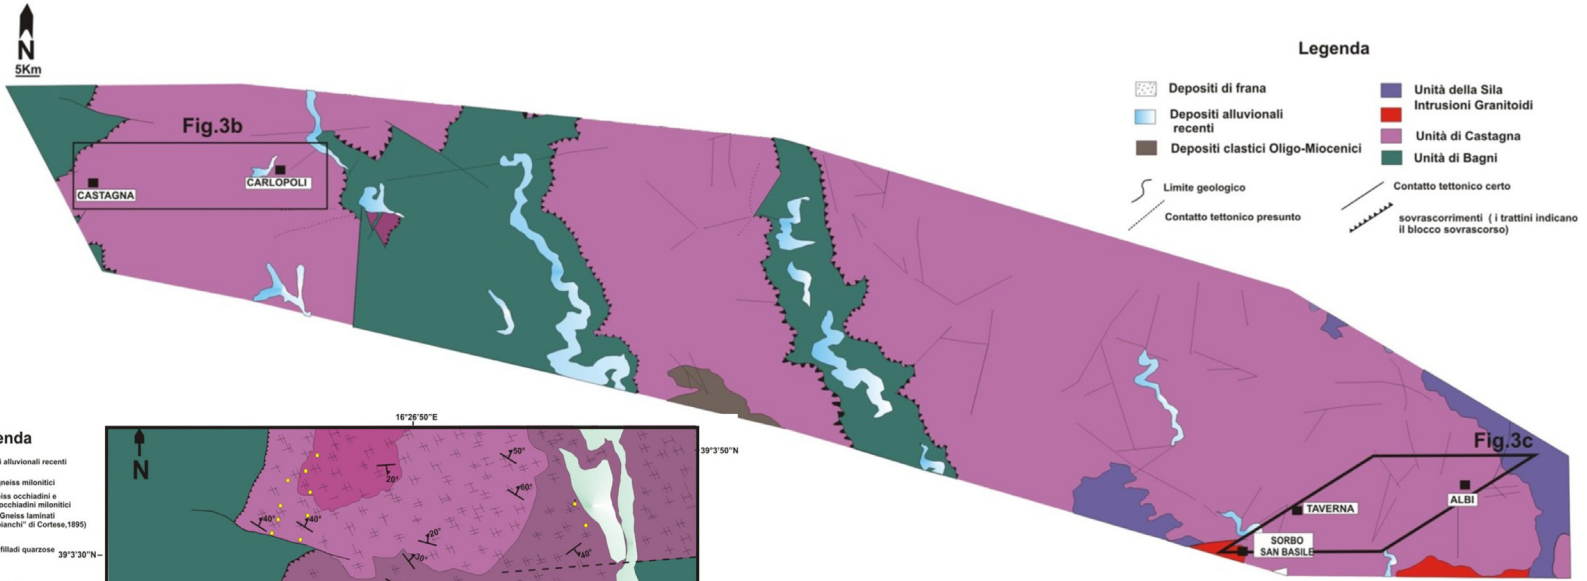 N
5Km
Legenda
Depositi di frana
Depositi alluvionali
recenti
Depositi clastici Oligo-Miocenici
Unità della Sila
Intrusioni Granitoidi
Unità di Castagna
Unità di Bagni
Limite geologico
Contatto tettonico presunto
Contatto tettonico certo
sovrascorrimenti ( i trattini indicano
il blocco sovrascorso)
Fig.3b
CASTAGNA
CARLOPOLI
Fig.3c
ALBI
TAVERNA
SORBO
SAN BASILE
enda
i alluvionali recenti
gneiss milonitici
iss occhiadini e
occhiadini milonitici
Gneiss laminati
bianchi" di Cortese,1895)
filladi quarzose
16°26'50''E
39°3'50''N
39°3'30''N
N
20°
50°
60°
40°
40°
20°
30°
40°